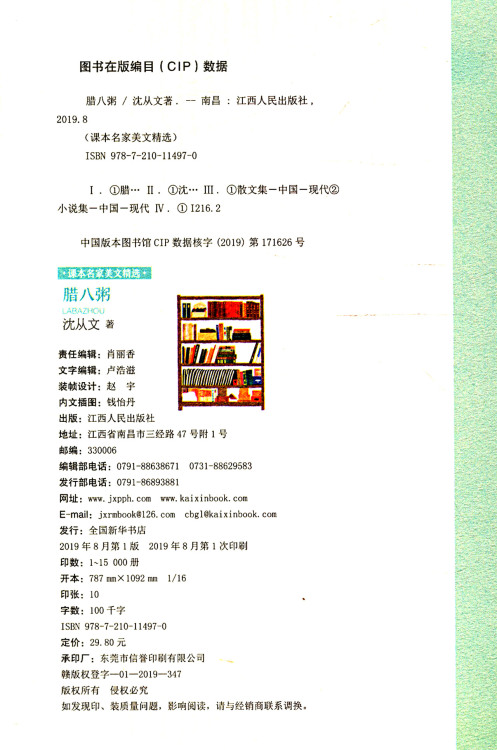 图书在版编目（CIP）数据
腊八粥 / 沈从文著. -- 南昌 : 江西人民出版社,
2019.8
（课本名家美文精选）
ISBN 978-7-210-11497-0
Ⅰ. ①腊… Ⅱ. ①沈… Ⅲ. ①散文集－中国－现代②
小说集－中国－现代 Ⅳ. ①I216.2
中国版本图书馆 CIP 数据核字 (2019) 第 171626 号
·课本名家美文精选·
腊八粥
LABAZHOU
沈从文 著
责任编辑：肖丽香
文字编辑：卢浩滋
装帧设计：赵　宇
内文插图：钱怡丹
出版：江西人民出版社
地址：江西省南昌市三经路 47 号附 1 号
邮编：330006
编辑部电话：0791-88638671　0731-88629583
发行部电话：0791-86893881
网址：www.jxpph.com　www.kaixinbook.com
E-mail：jxrmbook@126.com　cbgl@kaixinbook.com
发行：全国新华书店
2019 年 8 月第 1 版　2019 年 8 月第 1 次印刷
印数：1~15 000 册
开本：787 mm×1092 mm　1/16
印张：10
字数：100 千字
ISBN 978-7-210-11497-0
定价：29.80 元
承印厂：东莞市信誉印刷有限公司
赣版权登字—01—2019—347
版权所有　侵权必究
如发现印、装质量问题，影响阅读，请与经销商联系调换。